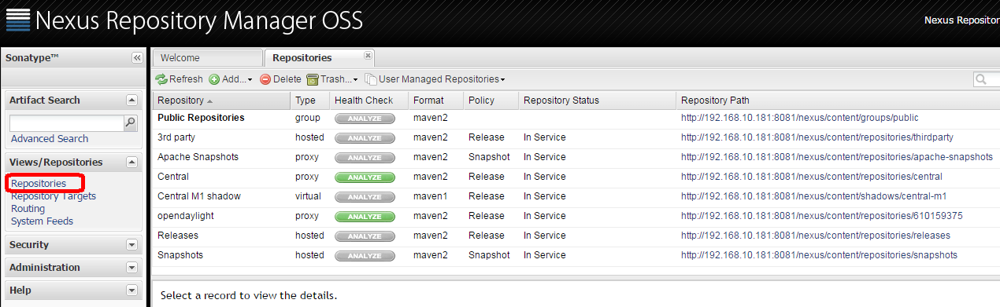 Nexus Repository Manager OSS
Nexus Repositor
Sonatype™
Welcome
Repositories
Refresh Add... Delete Trash... User Managed Repositories
Artifact Search
Advanced Search
Views/Repositories
Repositories
Repository Targets
Routing
System Feeds
Security
Administration
Help
Repository Type Health Check Format Policy Repository Status Repository Path
Public Repositories group ANALYZE maven2 http://192.168.10.181:8081/nexus/content/groups/public
3rd party hosted ANALYZE maven2 Release In Service http://192.168.10.181:8081/nexus/content/repositories/thirdparty
Apache Snapshots proxy ANALYZE maven2 Snapshot In Service http://192.168.10.181:8081/nexus/content/repositories/apache-snapshots
Central proxy ANALYZE maven2 Release In Service http://192.168.10.181:8081/nexus/content/repositories/central
Central M1 shadow virtual ANALYZE maven1 Release In Service http://192.168.10.181:8081/nexus/content/shadows/central-m1
opendaylight proxy ANALYZE maven2 Release In Service http://192.168.10.181:8081/nexus/content/repositories/610159375
Releases hosted ANALYZE maven2 Release In Service http://192.168.10.181:8081/nexus/content/repositories/releases
Snapshots hosted ANALYZE maven2 Snapshot In Service http://192.168.10.181:8081/nexus/content/repositories/snapshots
Select a record to view the details.